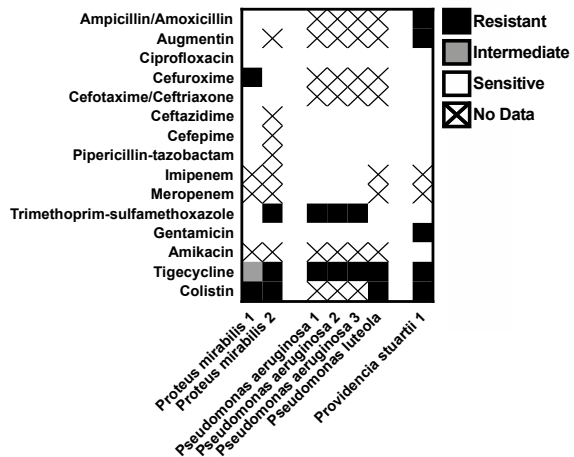 Ampicillin/Amoxicillin
Augmentin
Ciprofloxacin
Cefuroxime
Cefotaxime/Ceftriaxone
Ceftazidime
Cefepime
Pipericillin-tazobactam
Imipenem
Meropenem
Trimethoprim-sulfamethoxazole
Gentamicin
Amikacin
Tigecycline
Colistin
Proteus mirabilis 1
Proteus mirabilis 2
Pseudomonas aeruginosa 1
Pseudomonas aeruginosa 2
Pseudomonas aeruginosa 3
Pseudomonas luteola
Providencia stuartii 1
Resistant
Intermediate
Sensitive
No Data